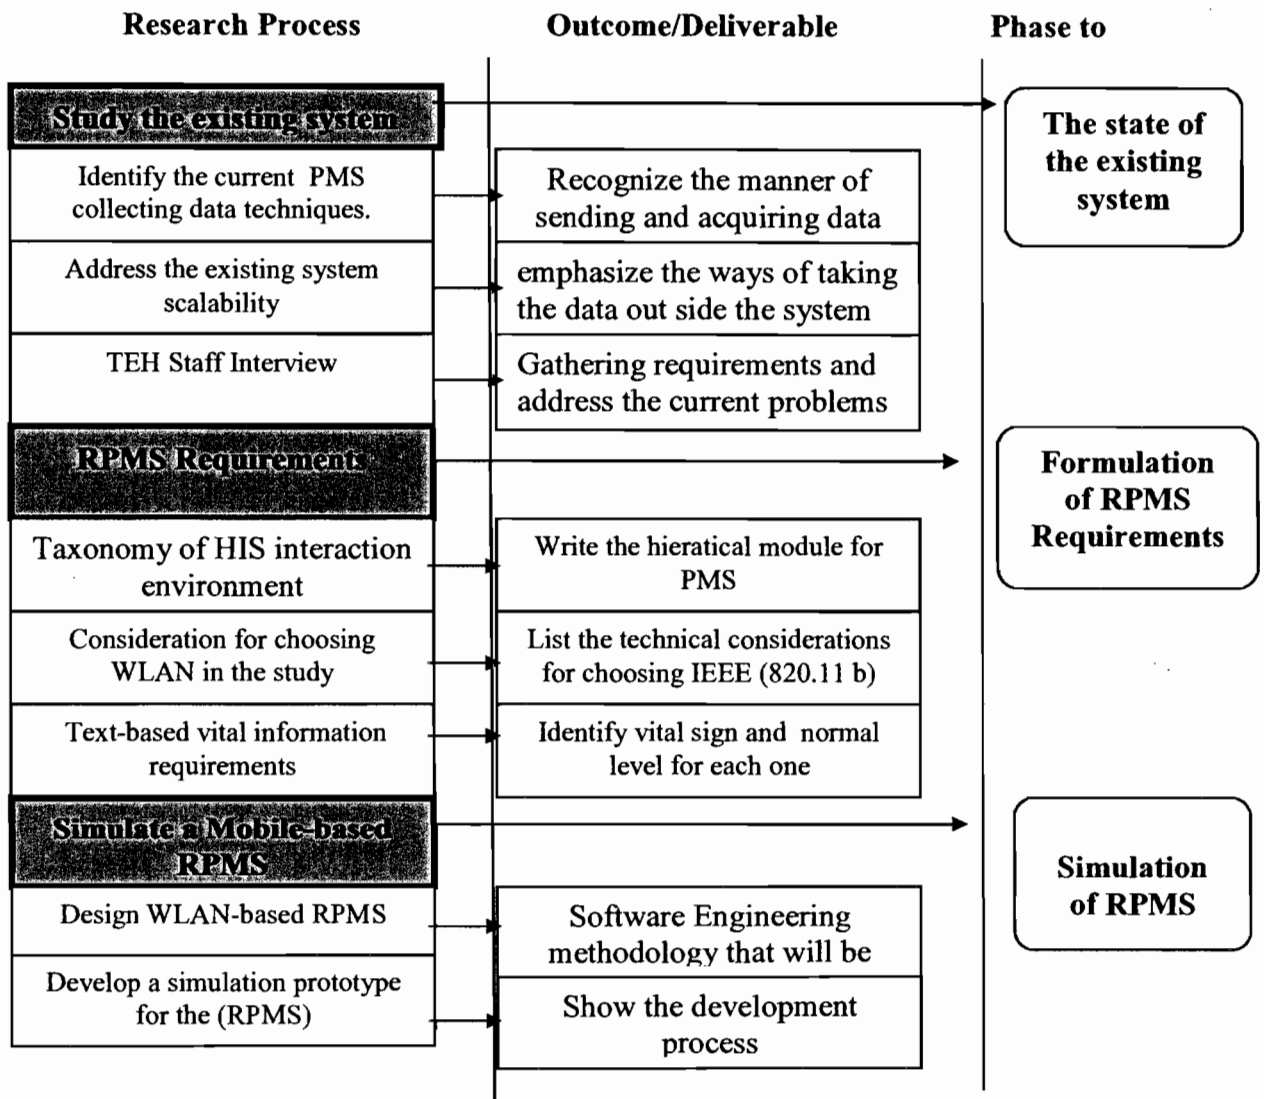 Research Process
Outcome/Deliverable
Phase to
Study the existing system
The state of
the existing
system
Identify the current PMS
collecting data techniques.
Recognize the manner of
sending and acquiring data
Address the existing system
scalability
emphasize the ways of taking
the data out side the system
TEH Staff Interview
Gathering requirements and
address the current problems
RPMS Requirements
Formulation
of RPMS
Requirements
Taxonomy of HIS interaction
environment
Write the hieratical module for
PMS
Consideration for choosing
WLAN in the study
List the technical considerations
for choosing IEEE (820.11 b)
Text-based vital information
requirements
Identify vital sign and normal
level for each one
Simulate a Mobile-based
RPMS
Simulation
of RPMS
Design WLAN-based RPMS
Software Engineering
methodology that will be
Develop a simulation prototype
for the (RPMS)
Show the development
process